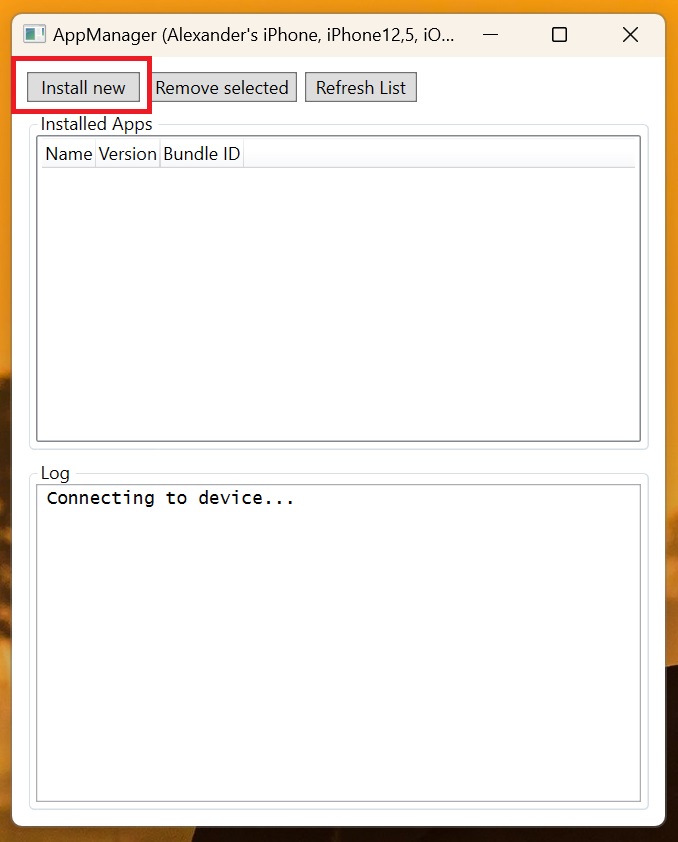 AppManager (Alexander's iPhone, iPhone12,5, iO...
Install new
Remove selected
Refresh List
Installed Apps
Name Version Bundle ID
Log
Connecting to device...